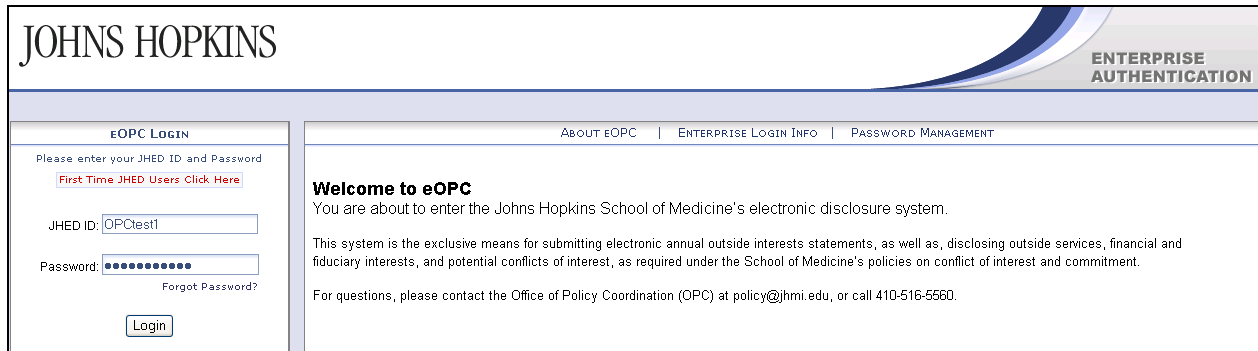 JOHNS HOPKINS
ENTERPRISE
AUTHENTICATION
eOPC Login
Please enter your JHED ID and Password
First Time JHED Users Click Here
JHED ID: OPCtest1
Password: ●●●●●●●●●●●
Forgot Password?
Login
About eOPC | Enterprise Login Info | Password Management
Welcome to eOPC
You are about to enter the Johns Hopkins School of Medicine's electronic disclosure system.
This system is the exclusive means for submitting electronic annual outside interests statements, as well as, disclosing outside services, financial and
fiduciary interests, and potential conflicts of interest, as required under the School of Medicine's policies on conflict of interest and commitment.
For questions, please contact the Office of Policy Coordination (OPC) at policy@jhmi.edu, or call 410-516-5560.